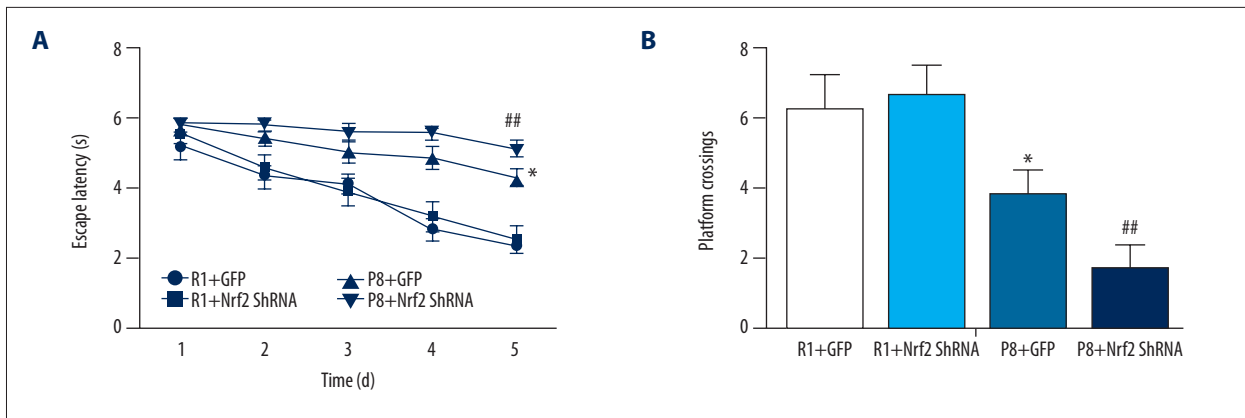 A
8
6
4
2
0
Escape latency (s)
##
*
R1+GFP
P8+GFP
R1+Nrf2 ShRNA
P8+Nrf2 ShRNA
1 2 3 4 5
Time (d)
B
8
6
4
2
0
Platform crossings
*
##
R1+GFP R1+Nrf2 ShRNA P8+GFP P8+Nrf2 ShRNA